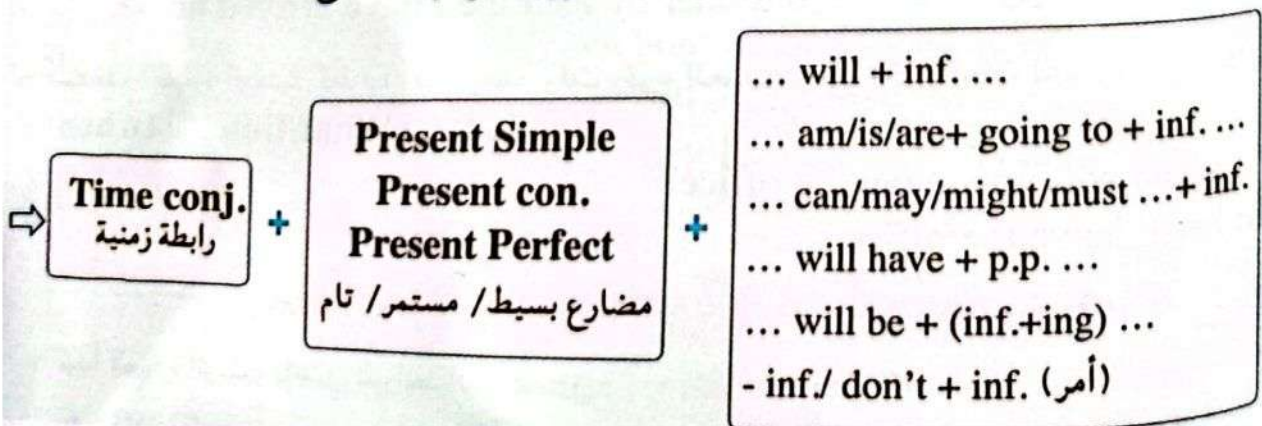 ⇨ Time conj.
رابطة زمنية
+
Present Simple
Present con.
Present Perfect
مضارع بسيط/ مستمر/ تام
+
... will + inf. ...
... am/is/are+ going to + inf. ...
... can/may/might/must ...+ inf.
... will have + p.p. ...
... will be + (inf.+ing) ...
- inf./ don't + inf. (أمر)